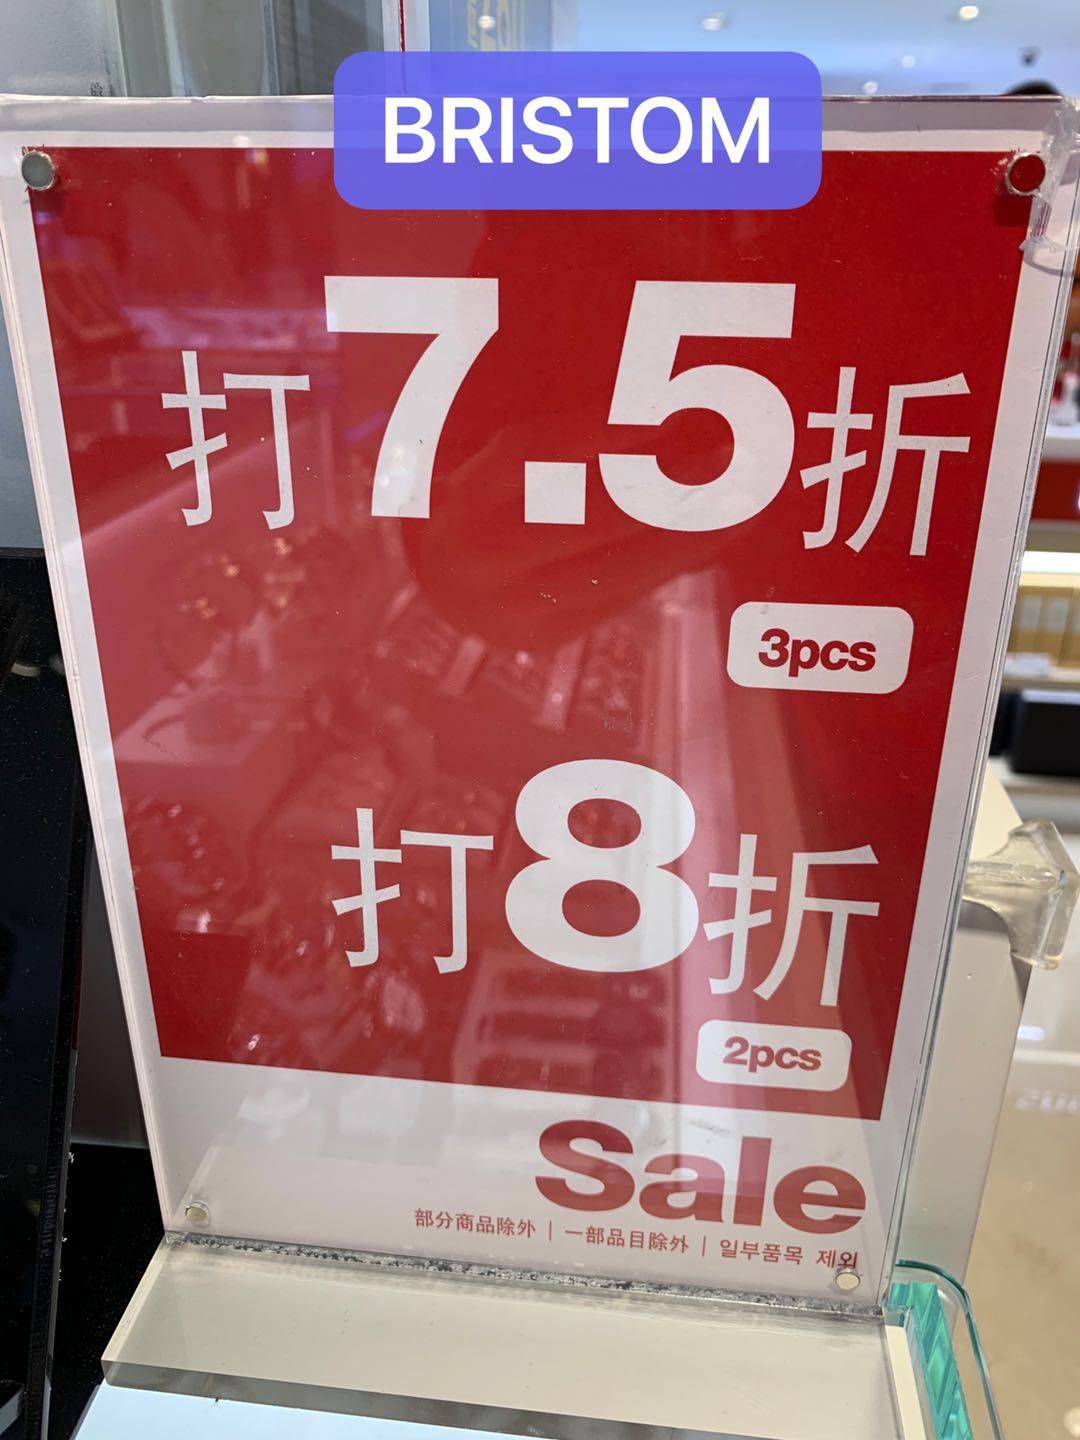 BRISTOM
打7.5折
3pcs
打8折
2pcs
Sale
部分商品除外 | 一部品目除外 | 일부품목 제외